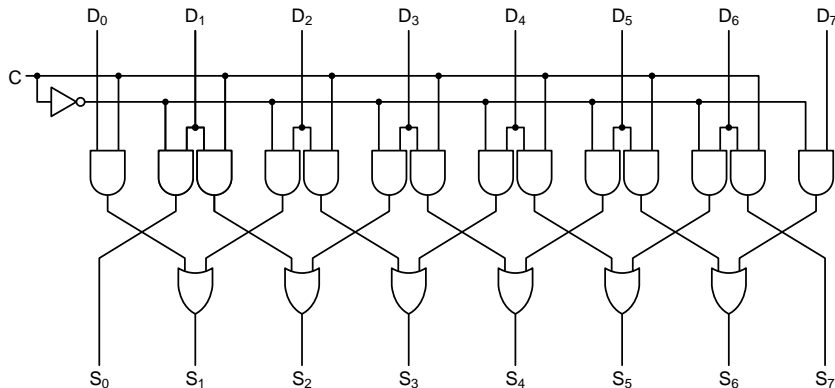 D₀ D₁ D₂ D₃ D₄ D₅ D₆ D₇
C
S₀ S₁ S₂ S₃ S₄ S₅ S₆ S₇